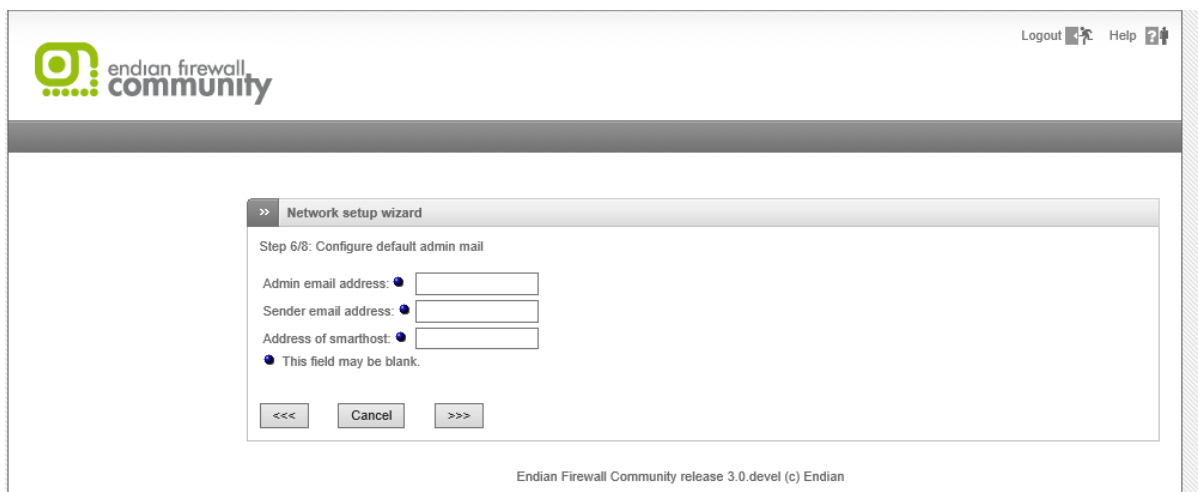 Logout Help
endian firewall
community
Network setup wizard
Step 6/8: Configure default admin mail
Admin email address:
Sender email address:
Address of smarthost:
This field may be blank.
<<< Cancel >>>
Endian Firewall Community release 3.0.devel (c) Endian